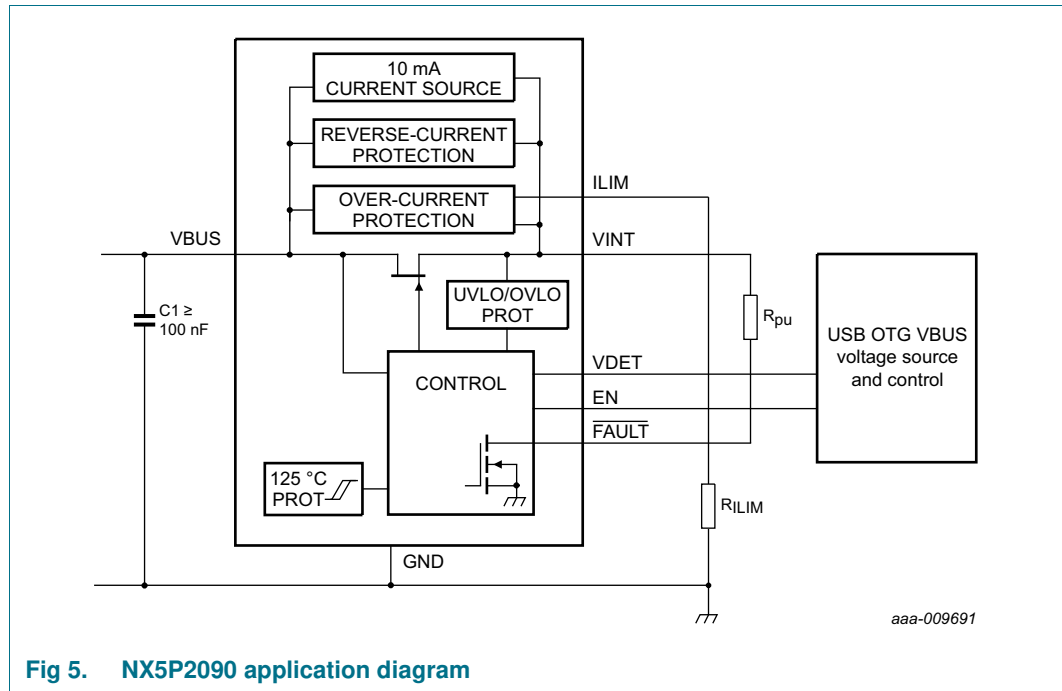 10 mA
CURRENT SOURCE
REVERSE-CURRENT
PROTECTION
OVER-CURRENT
PROTECTION
ILIM
VBUS
VINT
C1 ≥
100 nF
UVLO/OVLO
PROT
Rpu
USB OTG VBUS
voltage source
and control
CONTROL
VDET
EN
FAULT
125 °C
PROT
RILIM
GND
aaa-009691
Fig 5. NX5P2090 application diagram